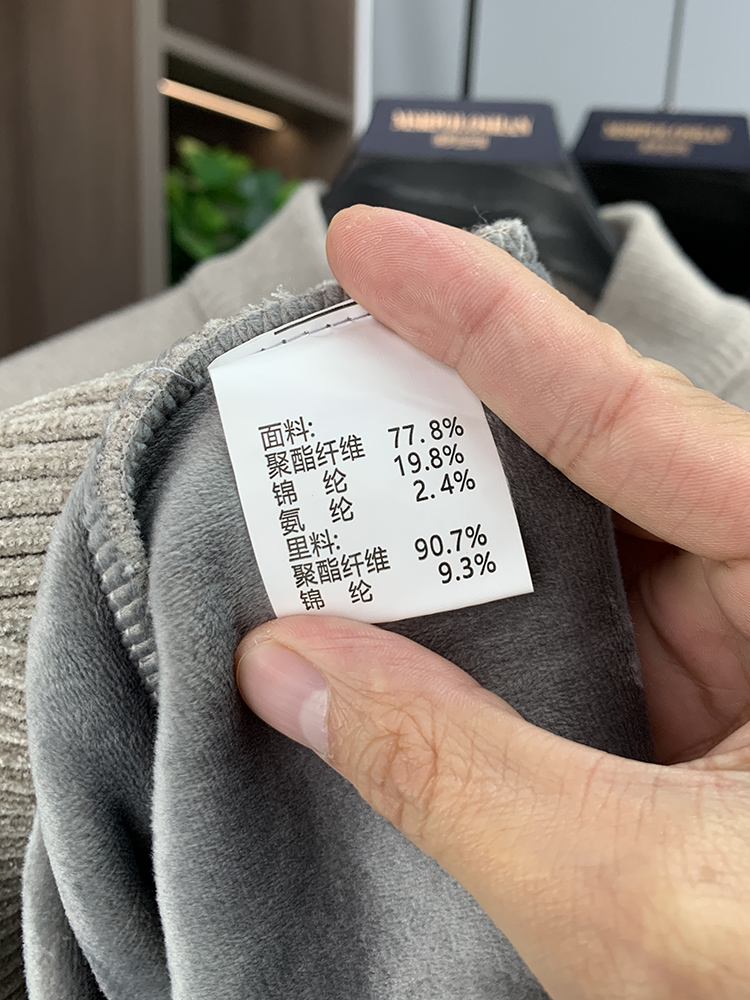 面料:
聚酯纤维 77.8%
锦 纶 19.8%
氨 纶 2.4%
里料:
聚酯纤维 90.7%
锦 纶 9.3%